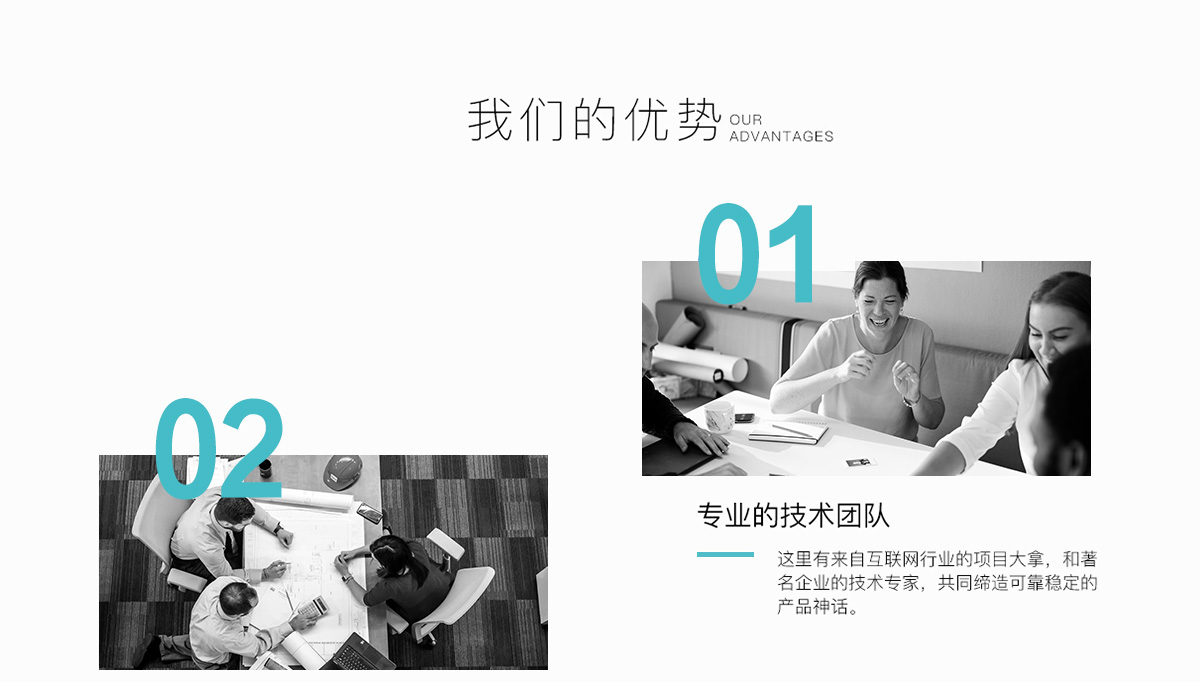 我们的优势
OUR
ADVANTAGES
01
专业的技术团队
这里有来自互联网行业的项目大拿，和著
名企业的技术专家，共同缔造可靠稳定的
产品神话。
02